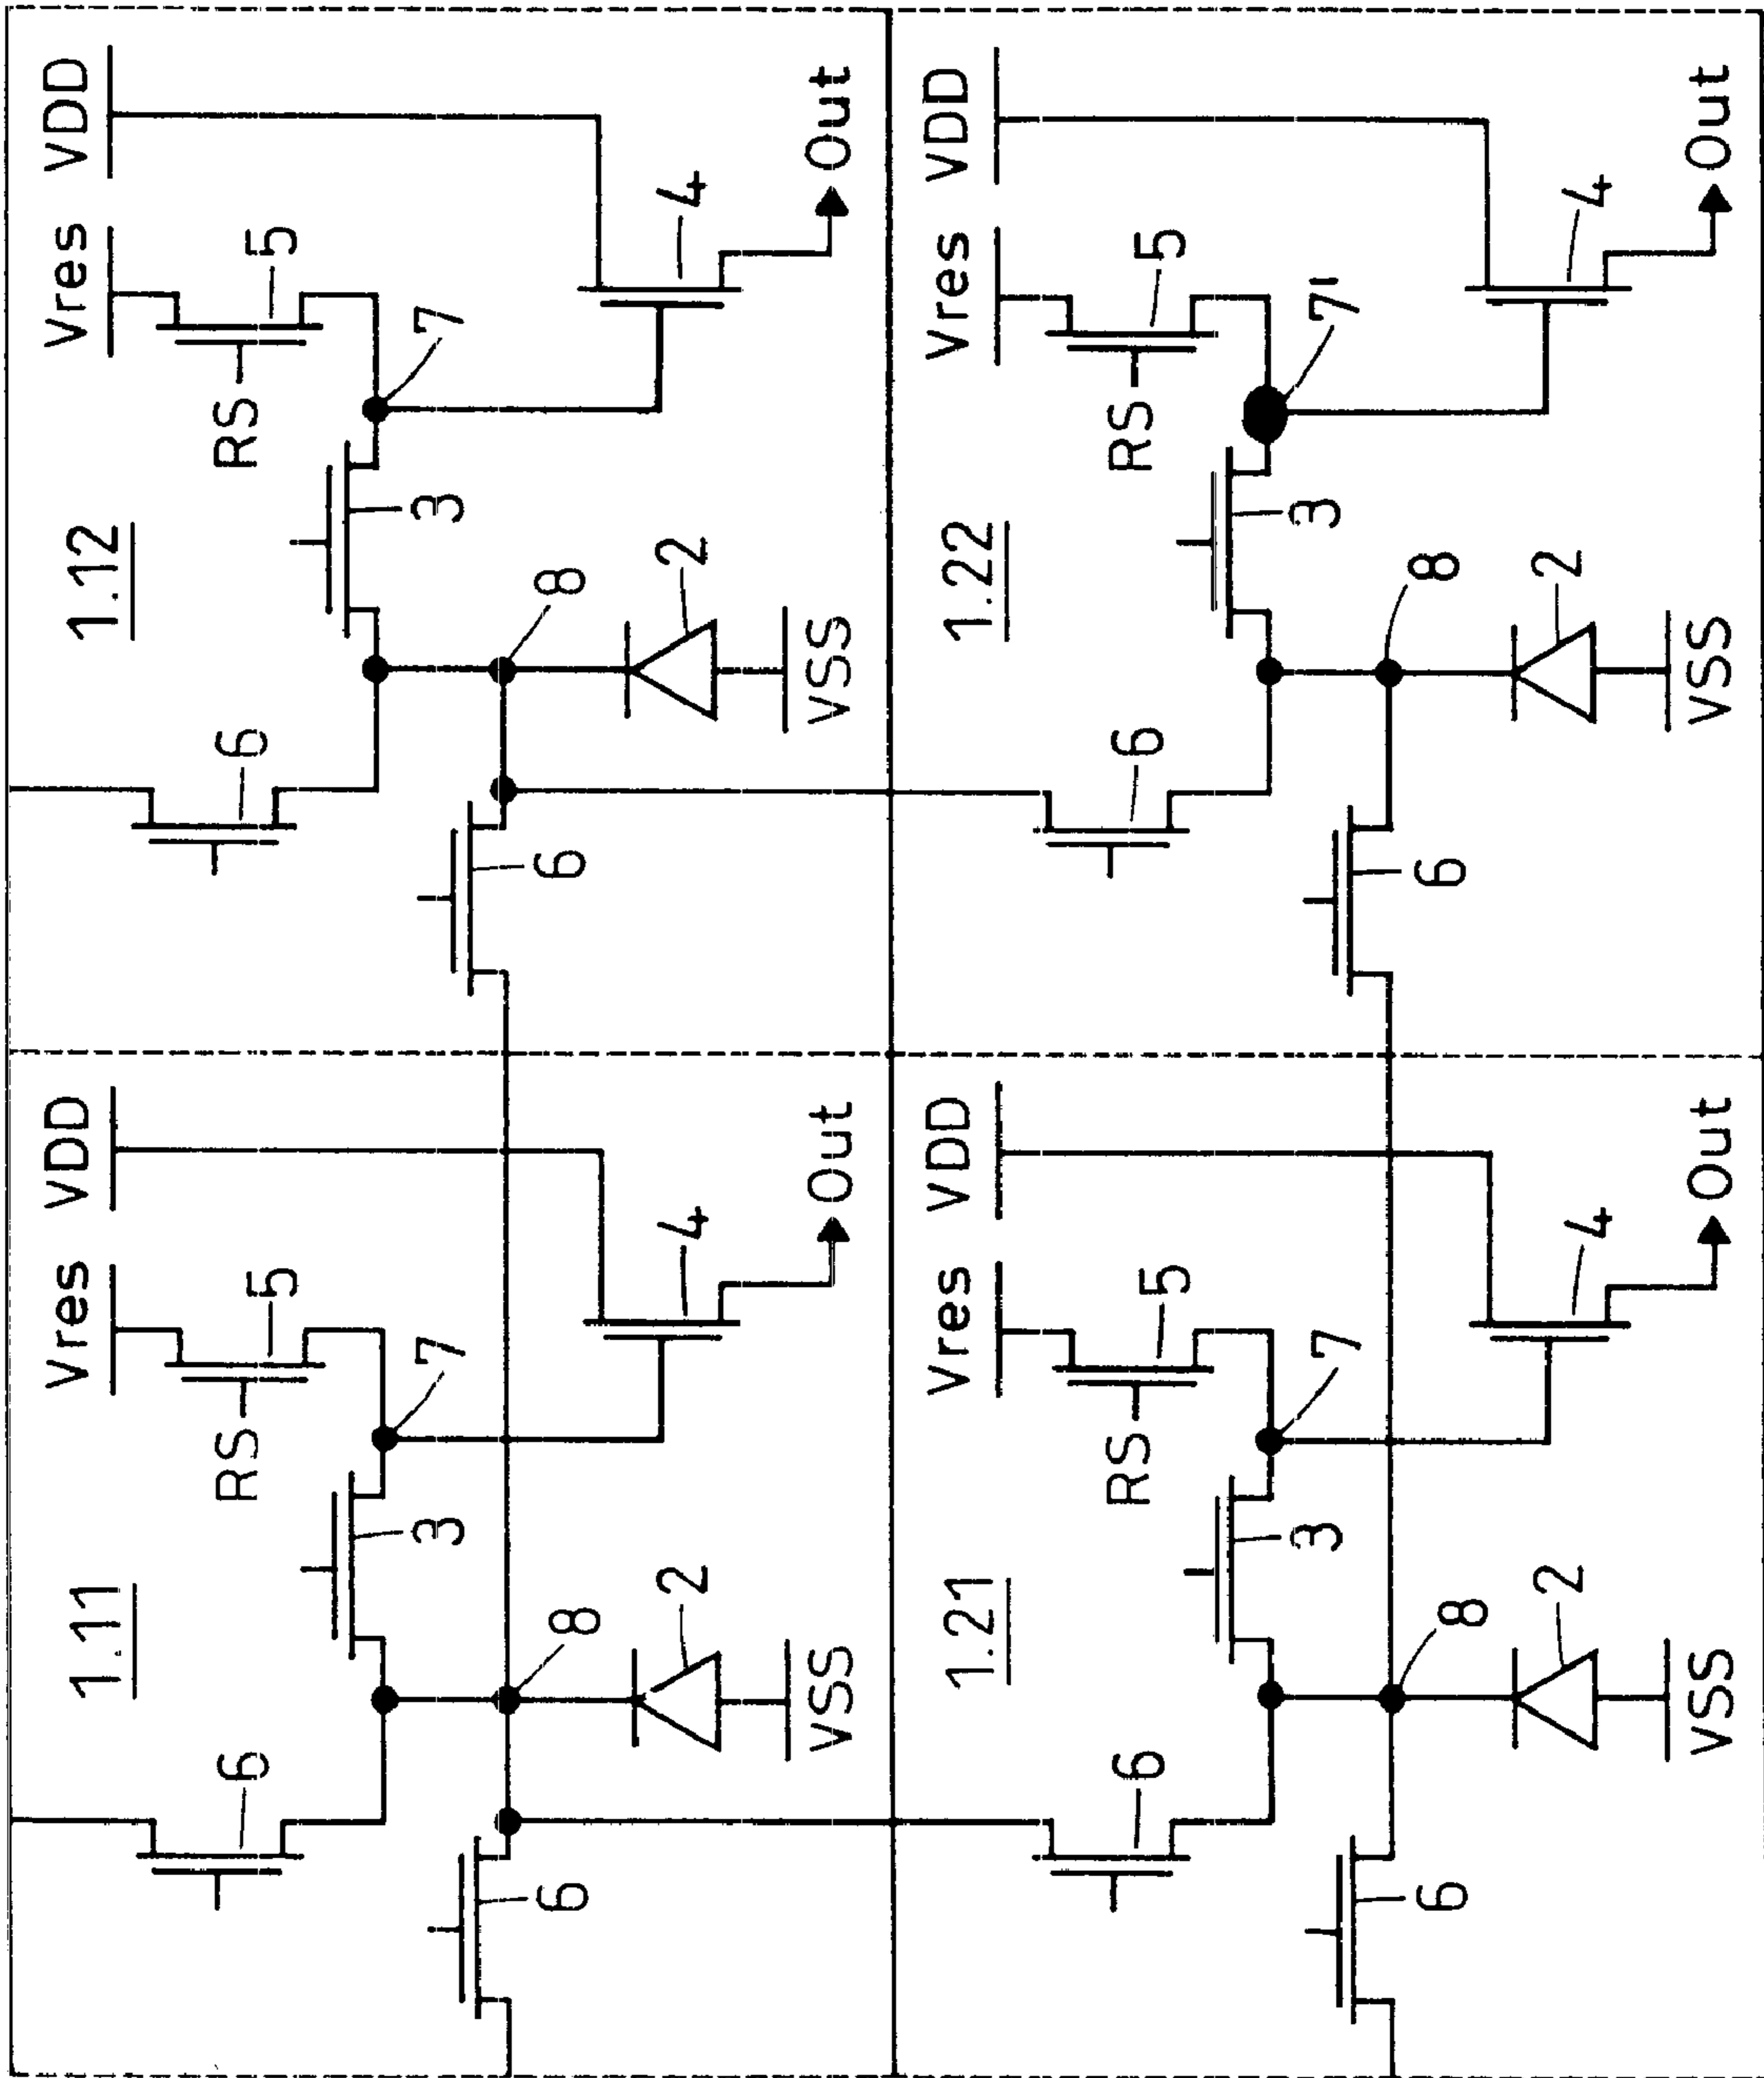 1.11 Vres VDD
6 RS 5
3 7
6 8
2 4
VSS Out
1.12 Vres VDD
6 RS 5
3 7
6 8
2 4
VSS Out
1.21 Vres VDD
6 RS 5
3 7
6 8
2 4
VSS Out
1.22 Vres VDD
6 RS 5
3 7'
6 8
2 4
VSS Out